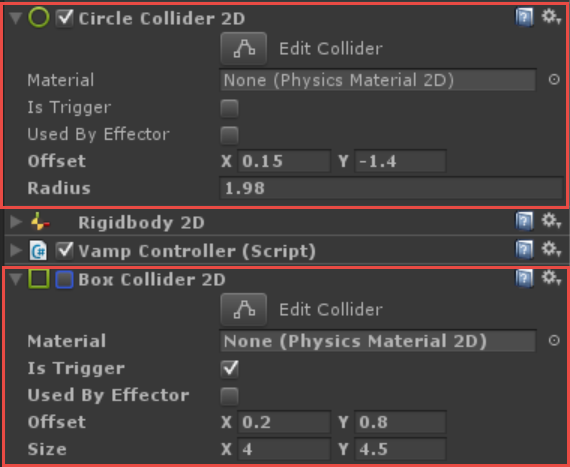 Circle Collider 2D
Edit Collider
Material None (Physics Material 2D)
Is Trigger
Used By Effector
Offset X 0.15 Y -1.4
Radius 1.98
Rigidbody 2D
Vamp Controller (Script)
Box Collider 2D
Edit Collider
Material None (Physics Material 2D)
Is Trigger
Used By Effector
Offset X 0.2 Y 0.8
Size X 4 Y 4.5